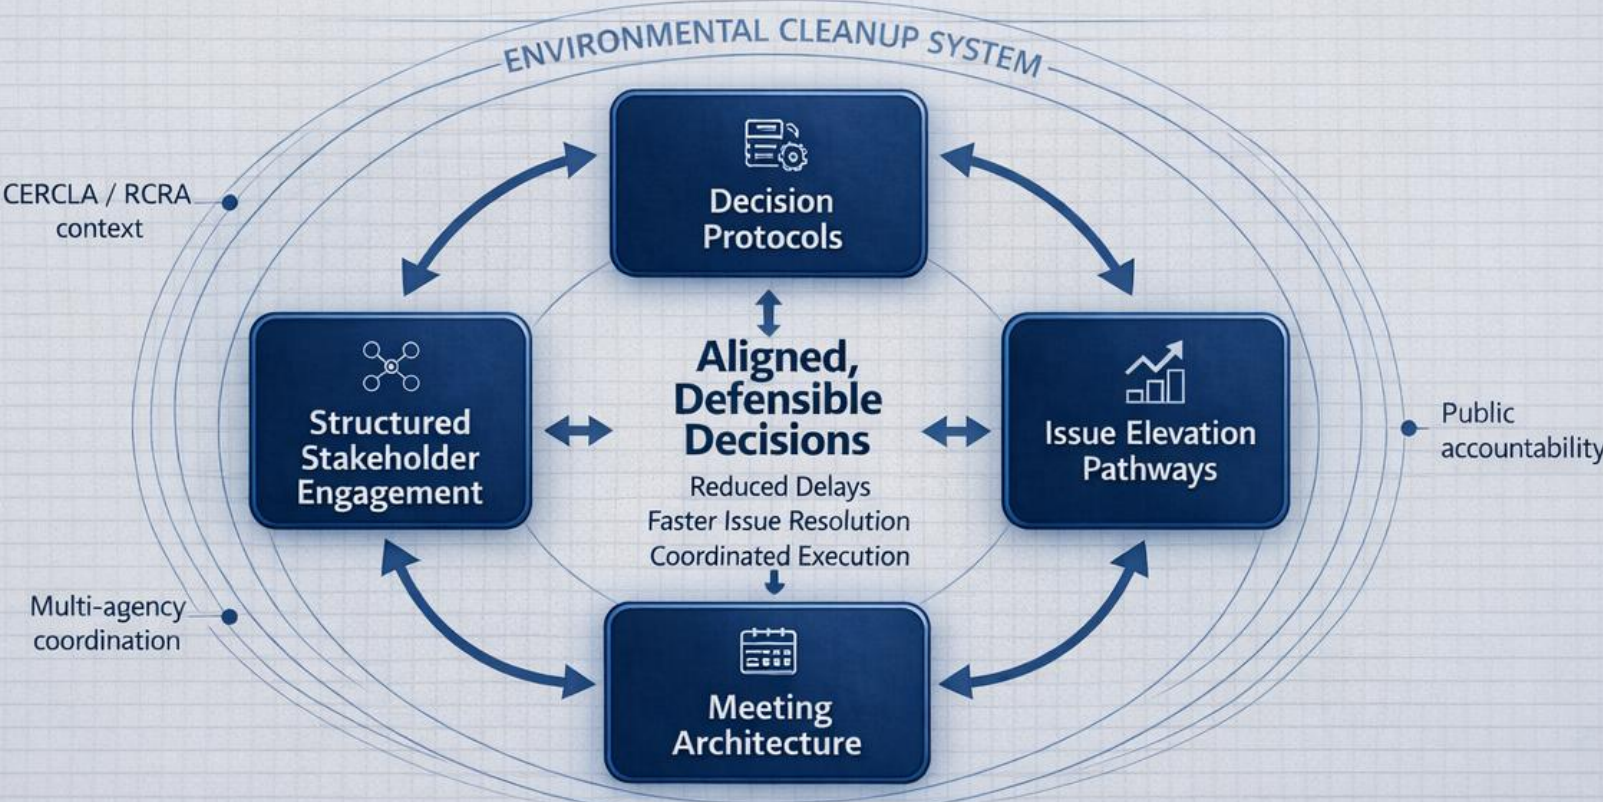 ENVIRONMENTAL CLEANUP SYSTEM
CERCLA / RCRA
context
Decision
Protocols
Structured
Stakeholder
Engagement
Aligned,
Defensible
Decisions
Reduced Delays
Faster Issue Resolution
Coordinated Execution
Issue Elevation
Pathways
Public
accountability
Multi-agency
coordination
Meeting
Architecture